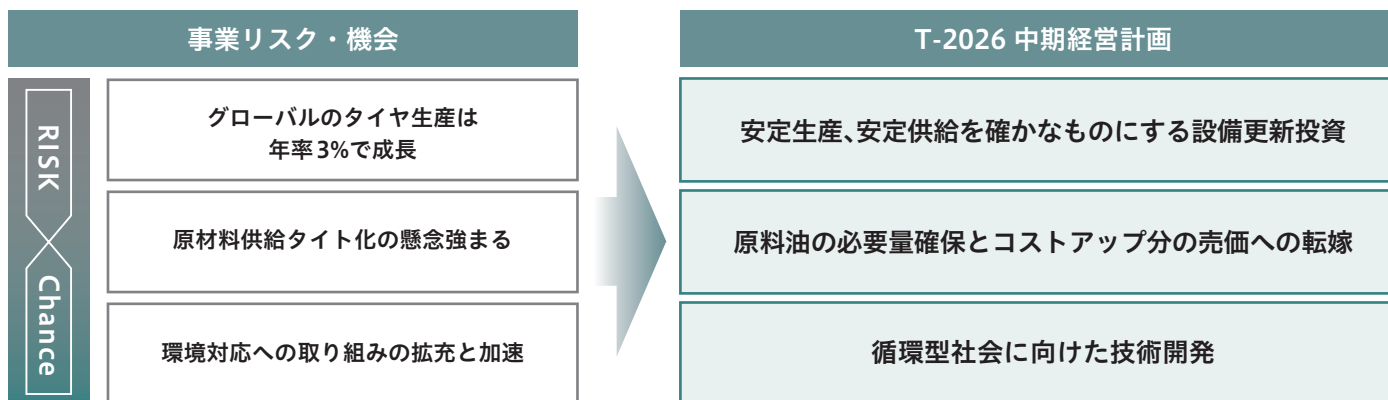 事業リスク・機会
T-2026 中期経営計画
RISK
Chance
グローバルのタイヤ生産は
年率3%で成長
原材料供給タイト化の懸念強まる
環境対応への取り組みの拡充と加速
安定生産、安定供給を確かなものにする設備更新投資
原料油の必要量確保とコストアップ分の売価への転嫁
循環型社会に向けた技術開発